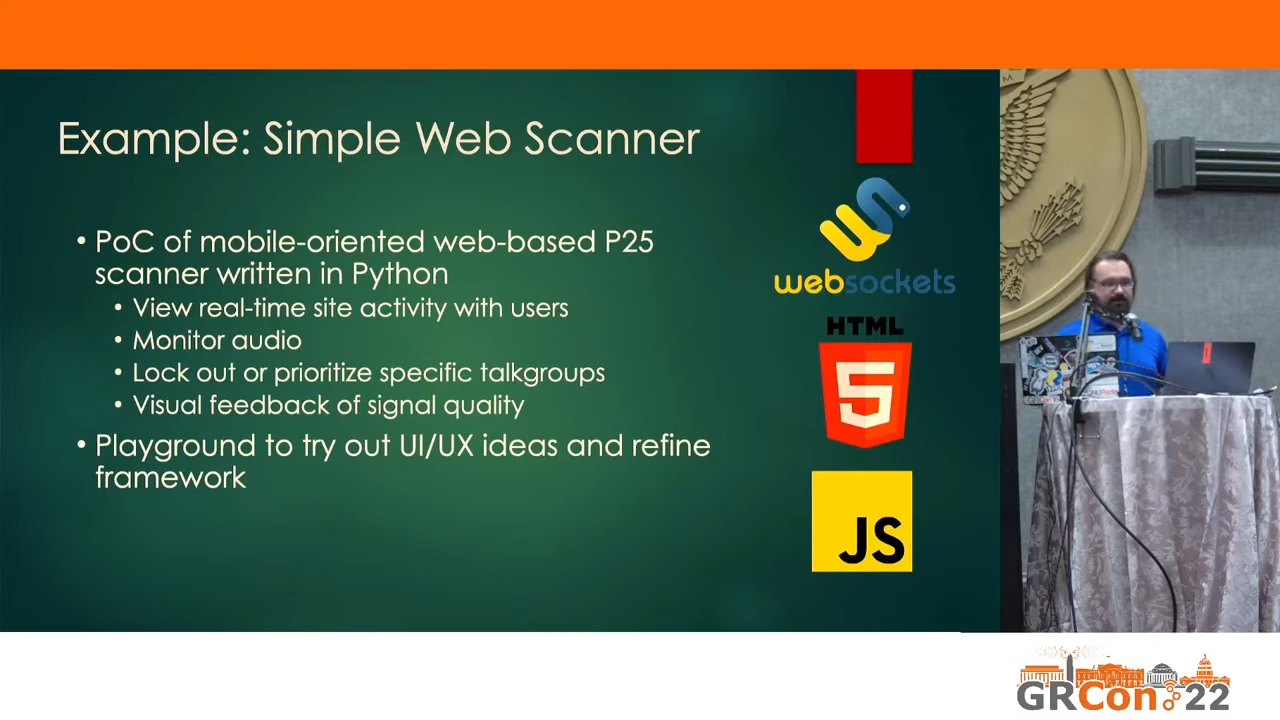 Example: Simple Web Scanner
• PoC of mobile-oriented web-based P25
scanner written in Python
• View real-time site activity with users
• Monitor audio
• Lock out or prioritize specific talkgroups
• Visual feedback of signal quality
• Playground to try out UI/UX ideas and refine
framework
websockets
HTML
5
JS
GRCon 22